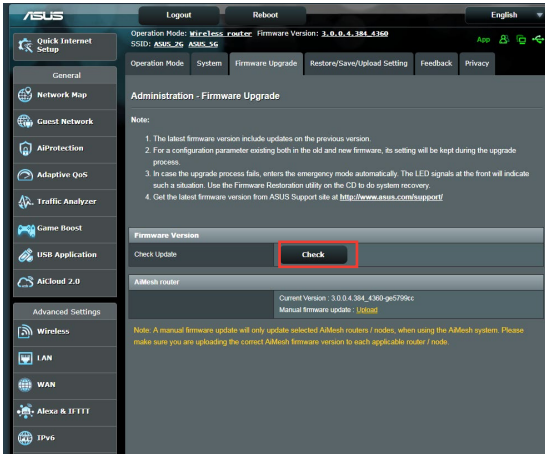 ASUS
Logout
Reboot
English
Quick Internet
Setup
Operation Mode: Wireless router Firmware Version: 3.0.0.4.384_4360
SSID: ASUS_2G ASUS_5G
App
Operation Mode System Firmware Upgrade Restore/Save/Upload Setting Feedback Privacy
General
Network Map
Guest Network
AiProtection
Adaptive QoS
Traffic Analyzer
Game Boost
USB Application
AiCloud 2.0
Advanced Settings
Wireless
LAN
WAN
Alexa & IFTTT
IPv6
Administration - Firmware Upgrade
Note:
1. The latest firmware version include updates on the previous version.
2. For a configuration parameter existing both in the old and new firmware, its setting will be kept during the upgrade
process.
3. In case the upgrade process fails, enters the emergency mode automatically. The LED signals at the front will indicate
such a situation. Use the Firmware Restoration utility on the CD to do system recovery.
4. Get the latest firmware version from ASUS Support site at http://www.asus.com/support/
Firmware Version
Check Update
Check
AiMesh router
Current Version : 3.0.0.4.384_4360-ge5799cc
Manual firmware update : Upload
Note: A manual firmware update will only update selected AiMesh routers / nodes, when using the AiMesh system. Please
make sure you are uploading the correct AiMesh firmware version to each applicable router / node.